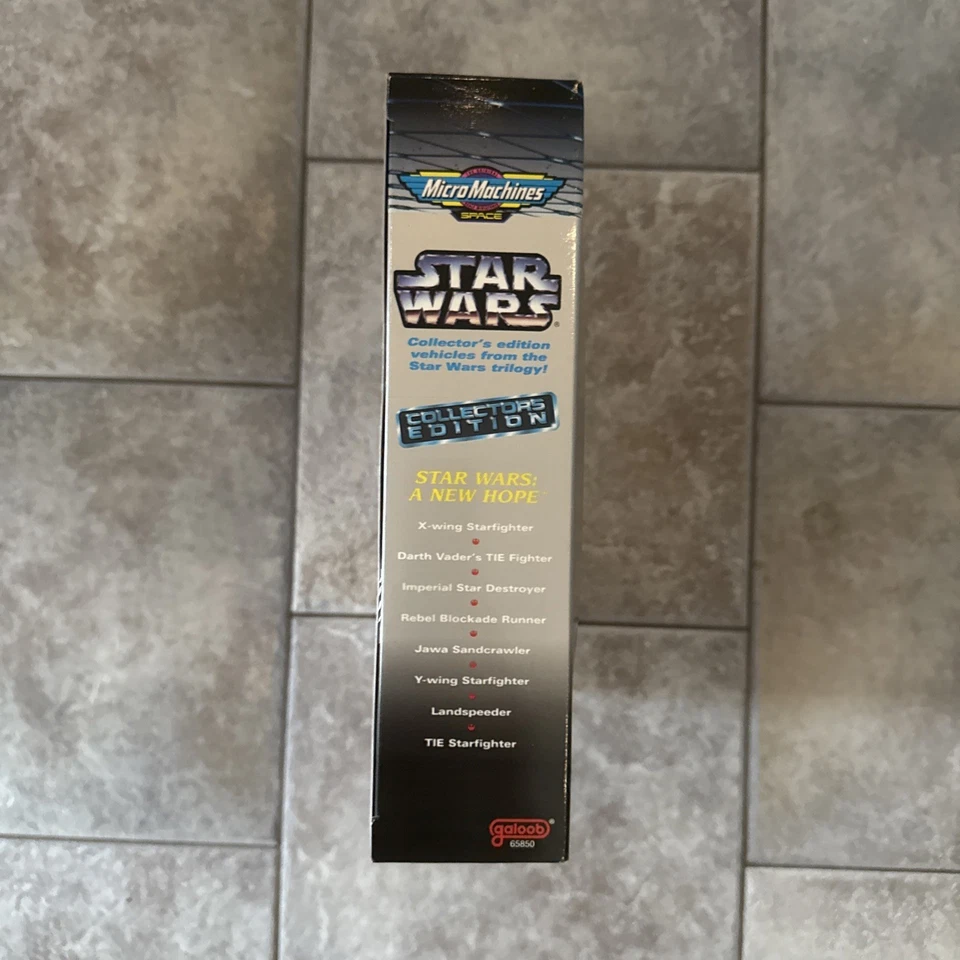 MicroMachines
SPACE
STAR
WARS
Collector's edition
vehicles from the
Star Wars trilogy!
COLLECTORS
EDITION
STAR WARS:
A NEW HOPE
X-wing Starfighter
Darth Vader's TIE Fighter
Imperial Star Destroyer
Rebel Blockade Runner
Jawa Sandcrawler
Y-wing Starfighter
Landspeeder
TIE Starfighter
galoob®
65850